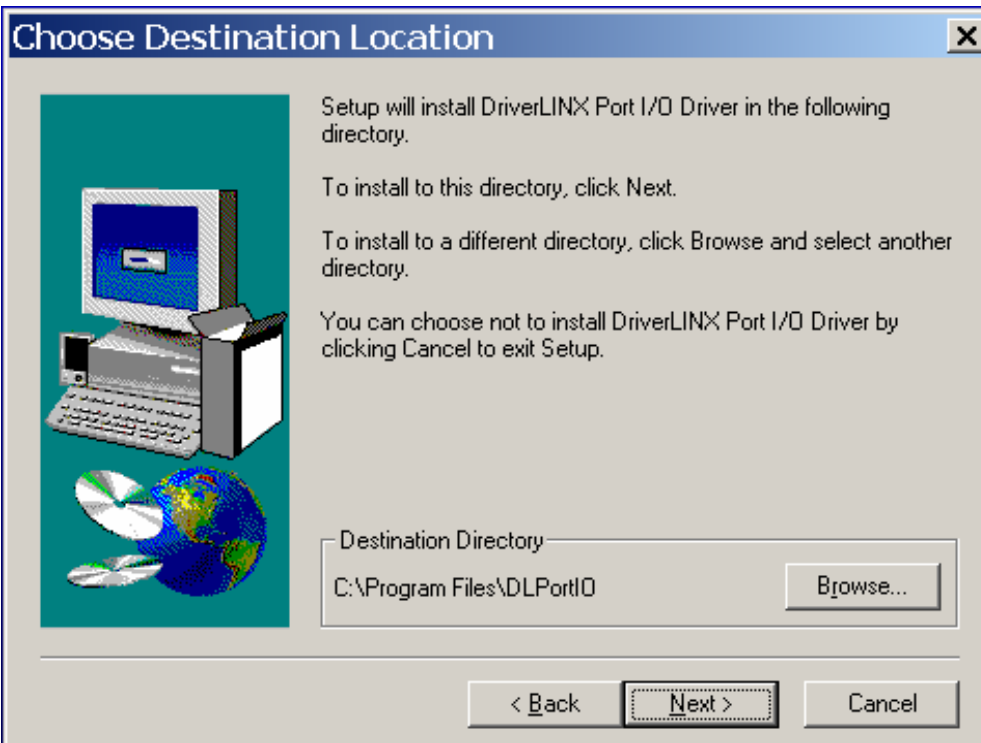 Choose Destination Location
Setup will install DriverLINX Port I/O Driver in the following
directory.
To install to this directory, click Next.
To install to a different directory, click Browse and select another
directory.
You can choose not to install DriverLINX Port I/O Driver by
clicking Cancel to exit Setup.
Destination Directory
C:\Program Files\DLPortIO
Browse...
< Back
Next >
Cancel